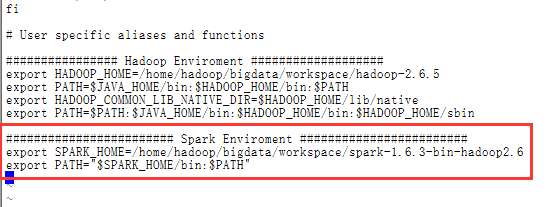 fi
# User specific aliases and functions
################ Hadoop Enviroment ###################
export HADOOP_HOME=/home/hadoop/bigdata/workspace/hadoop-2.6.5
export PATH=$JAVA_HOME/bin:$HADOOP_HOME/bin:$PATH
export HADOOP_COMMON_LIB_NATIVE_DIR=$HADOOP_HOME/lib/native
export PATH=$PATH:$JAVA_HOME/bin:$HADOOP_HOME/bin:$HADOOP_HOME/sbin
######################## Spark Enviroment ########################
export SPARK_HOME=/home/hadoop/bigdata/workspace/spark-1.6.3-bin-hadoop2.6
export PATH="$SPARK_HOME/bin:$PATH"
~
~